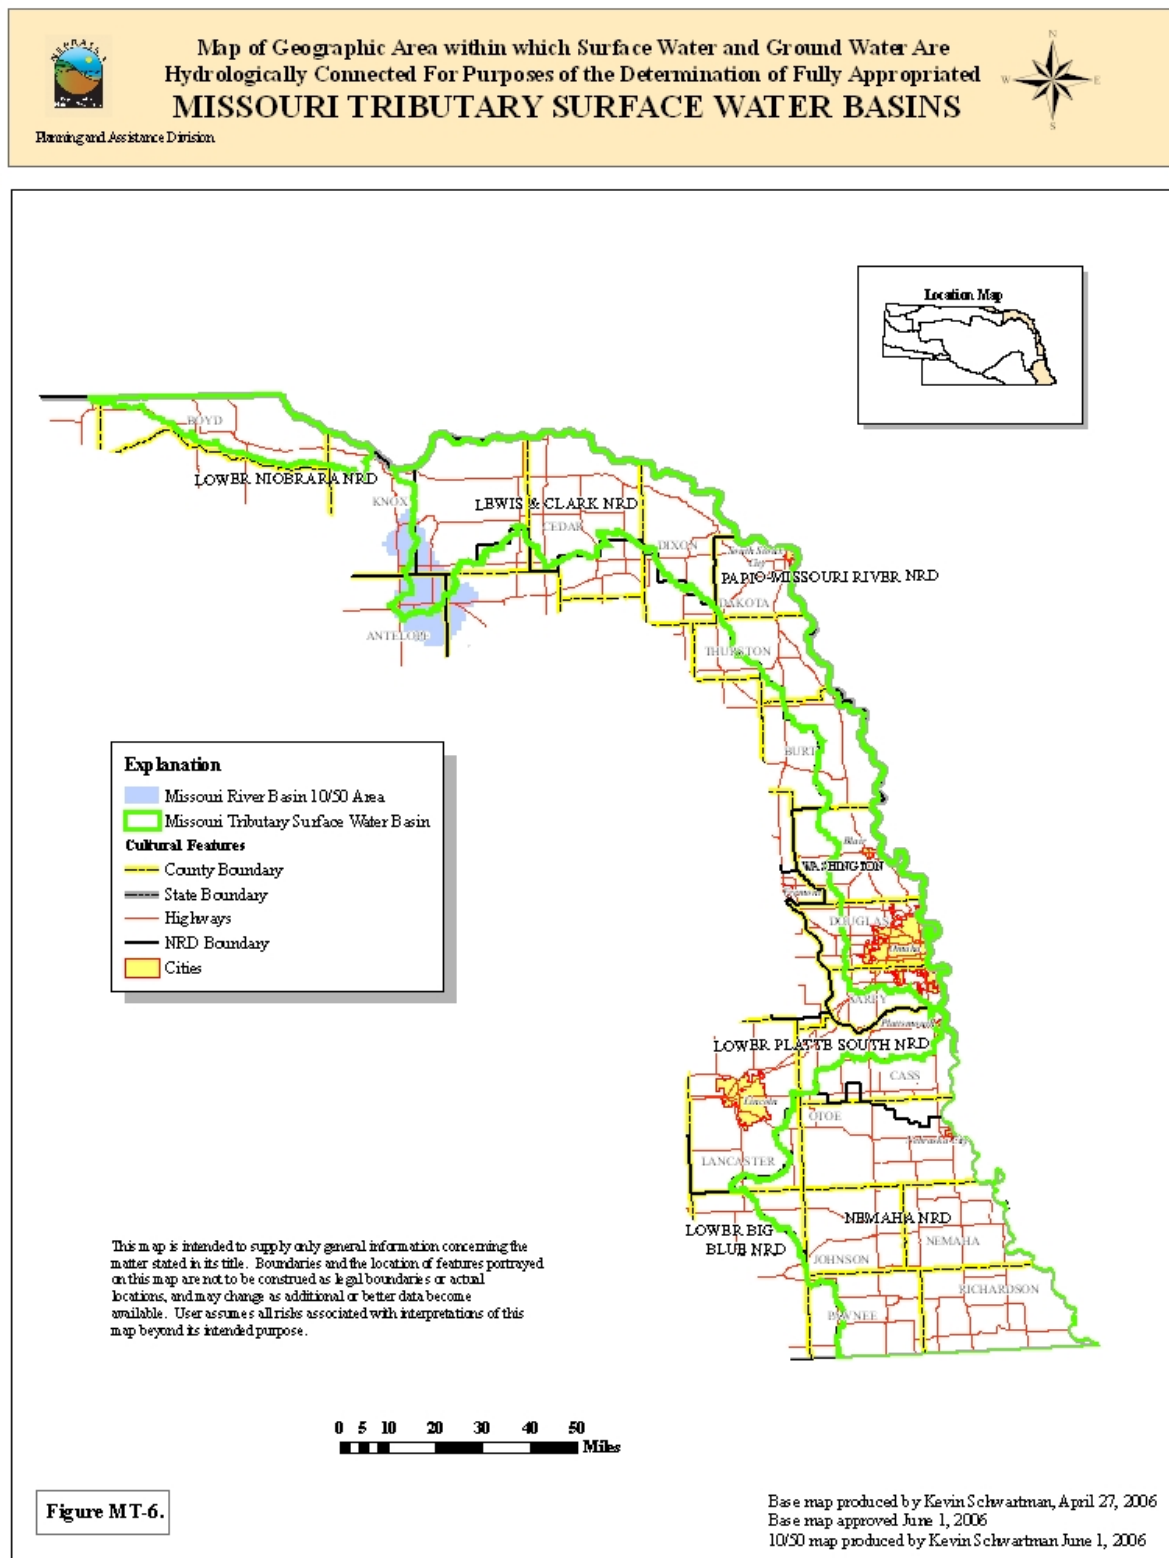 NEBRASKA
Map of Geographic Area within which Surface Water and Ground Water Are
Hydrologically Connected For Purposes of the Determination of Fully Appropriated
MISSOURI TRIBUTARY SURFACE WATER BASINS
Planning and Assistance Division
N
W
E
S
Location Map
BOYD
LOWER NIOBRARA NRD
KNOX
LEWIS & CLARK NRD
CEDAR
DIXON
South Sioux
City
PAPIO-MISSOURI RIVER NRD
DAKOTA
ANTELOPE
THURSTON
BURT
Blair
WASHINGTON
Fremont
DOUGLAS
Omaha
SARPY
Plattsmouth
LOWER PLATTE SOUTH NRD
CASS
Lincoln
OTOE
Nebraska City
LANCASTER
LOWER BIG
BLUE NRD
NEMAHA NRD
NEMAHA
JOHNSON
RICHARDSON
PAWNEE
Explanation
Missouri River Basin 10/50 Area
Missouri Tributary Surface Water Basin
Cultural Features
County Boundary
State Boundary
Highways
NRD Boundary
Cities
This map is intended to supply only general information concerning the
matter stated in its title. Boundaries and the location of features portrayed
on this map are not to be construed as legal boundaries or actual
locations, and may change as additional or better data become
available. User assumes all risks associated with interpretations of this
map beyond its intended purpose.
0 5 10 20 30 40 50
Miles
Figure MT-6.
Base map produced by Kevin Schwartman, April 27, 2006
Base map approved June 1, 2006
10/50 map produced by Kevin Schwartman June 1, 2006